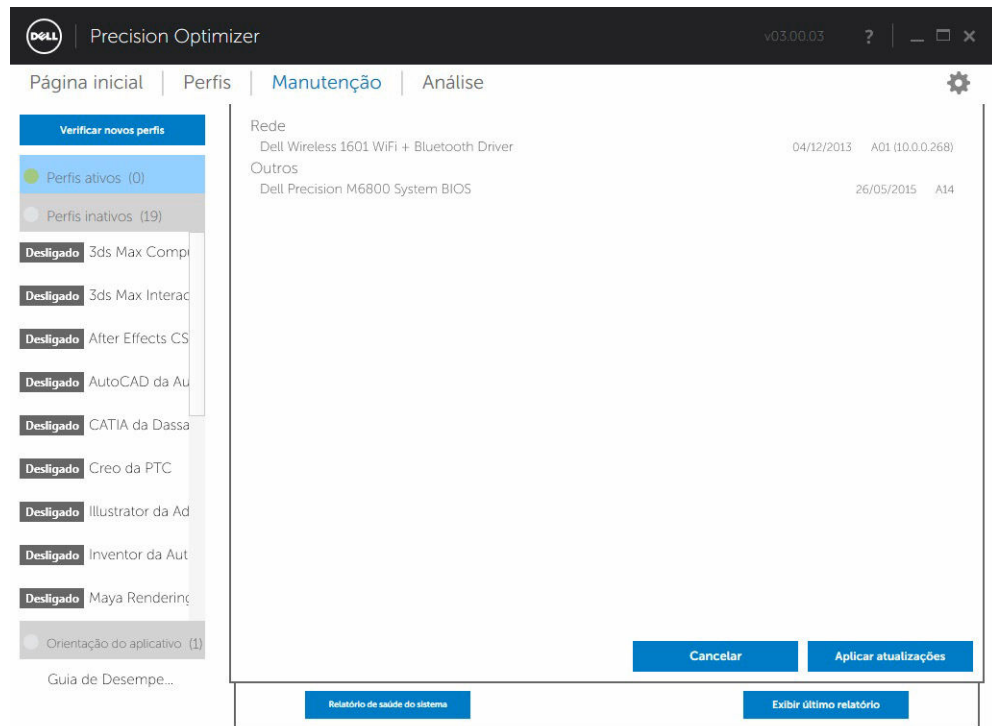 DELL Precision Optimizer v03.00.03 ?
Página inicial Perfis Manutenção Análise
Verificar novos perfis
Perfis ativos (0)
Perfis inativos (19)
Desligado 3ds Max Comp
Desligado 3ds Max Interac
Desligado After Effects CS
Desligado AutoCAD da Au
Desligado CATIA da Dassa
Desligado Creo da PTC
Desligado Illustrator da Ad
Desligado Inventor da Aut
Desligado Maya Rendering
Orientação do aplicativo (1)
Guia de Desempe...
Rede
Dell Wireless 1601 WiFi + Bluetooth Driver 04/12/2013 A01 (10.0.0.268)
Outros
Dell Precision M6800 System BIOS 26/05/2015 A14
Cancelar Aplicar atualizações
Relatório de saúde do sistema Exibir último relatório